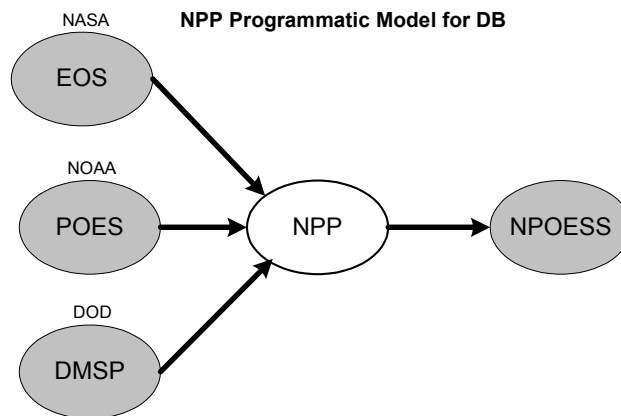 NASA
NPP Programmatic Model for DB
EOS
NOAA
POES
NPP
NPOESS
DOD
DMSP